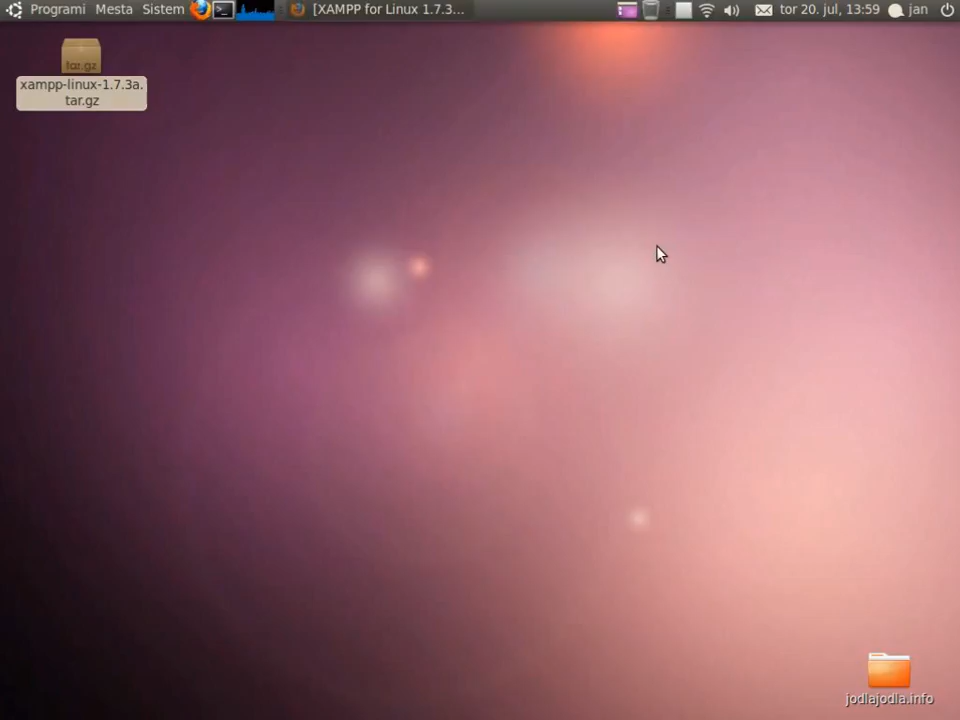 Programi Mesta Sistem [XAMPP for Linux 1.7.3... tor 20. jul, 13:59 jan
tar.gz
xampp-linux-1.7.3a.
tar.gz
jodlajodla.info